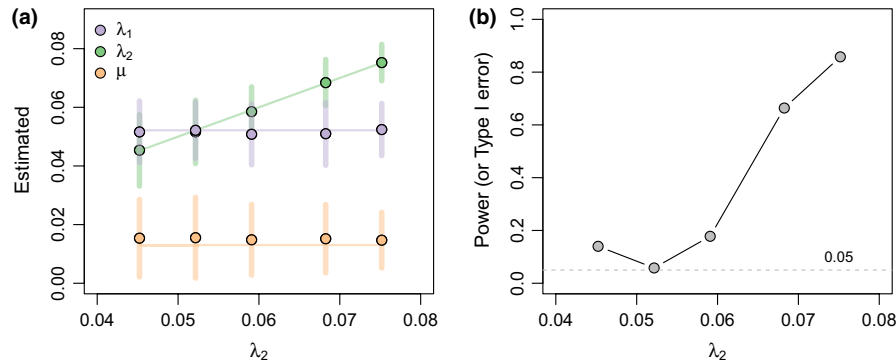 (a)
λ1
λ2
μ
Estimated
0.00 0.02 0.04 0.06 0.08
0.04 0.05 0.06 0.07 0.08
λ2
(b)
Power (or Type I error)
0.0 0.2 0.4 0.6 0.8 1.0
0.05
0.04 0.05 0.06 0.07 0.08
λ2